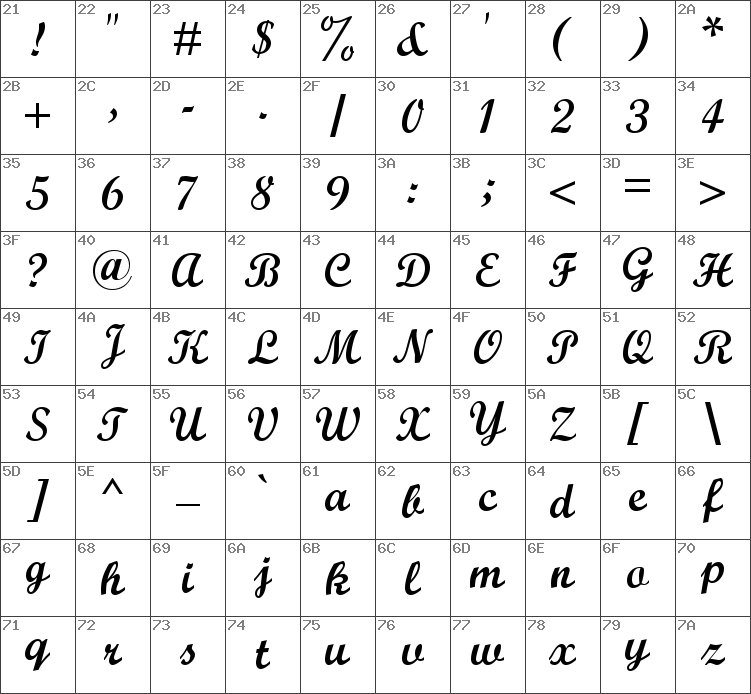 21 22 23 24 25 26 27 28 29 2A
! " # $ % & ' ( ) *
2B 2C 2D 2E 2F 30 31 32 33 34
+ , - . / 0 1 2 3 4
35 36 37 38 39 3A 3B 3C 3D 3E
5 6 7 8 9 : ; < = >
3F 40 41 42 43 44 45 46 47 48
? @ A B C D E F G H
49 4A 4B 4C 4D 4E 4F 50 51 52
I J K L M N O P Q R
53 54 55 56 57 58 59 5A 5B 5C
S T U V W X Y Z [ \
5D 5E 5F 60 61 62 63 64 65 66
] ^ _ ` a b c d e f
67 68 69 6A 6B 6C 6D 6E 6F 70
g h i j k l m n o p
71 72 73 74 75 76 77 78 79 7A
q r s t u v w x y z